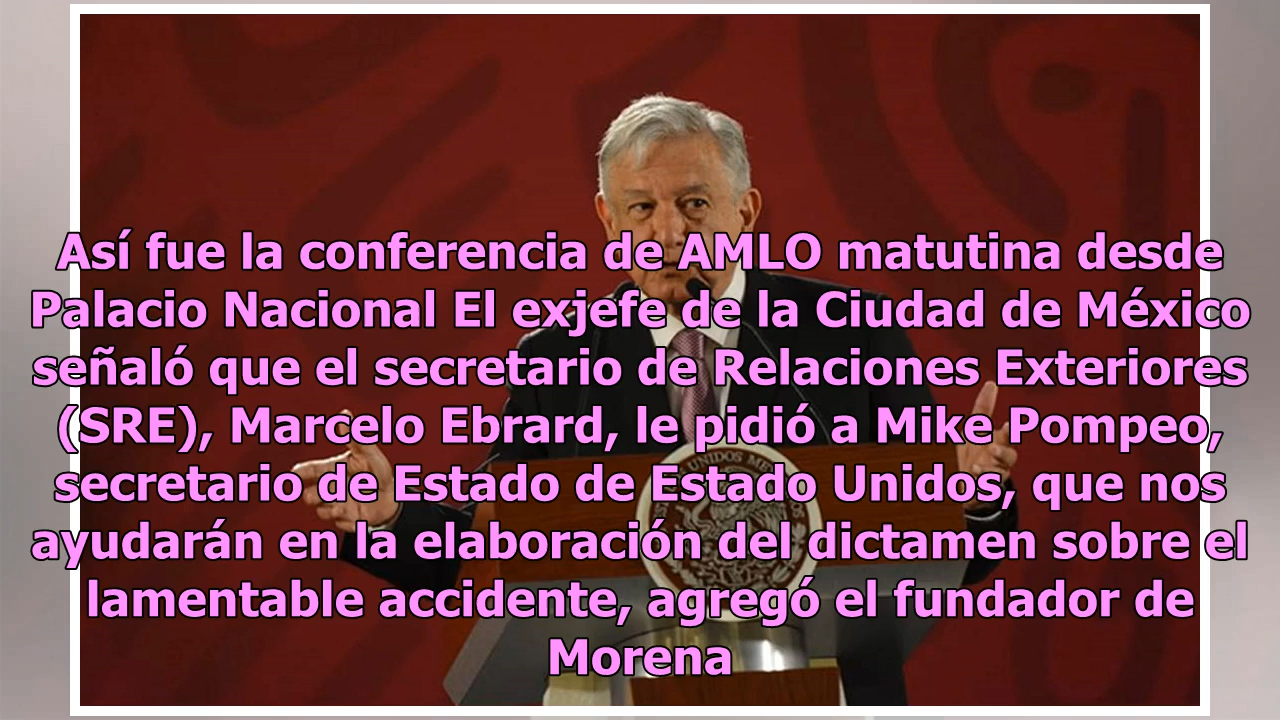 Así fue la conferencia de AMLO matutina desde
Palacio Nacional El exjefe de la Ciudad de México
señaló que el secretario de Relaciones Exteriores
(SRE), Marcelo Ebrard, le pidió a Mike Pompeo,
secretario de Estado de Estado Unidos, que nos
ayudarán en la elaboración del dictamen sobre el
lamentable accidente, agregó el fundador de
Morena
UNIDOS ME